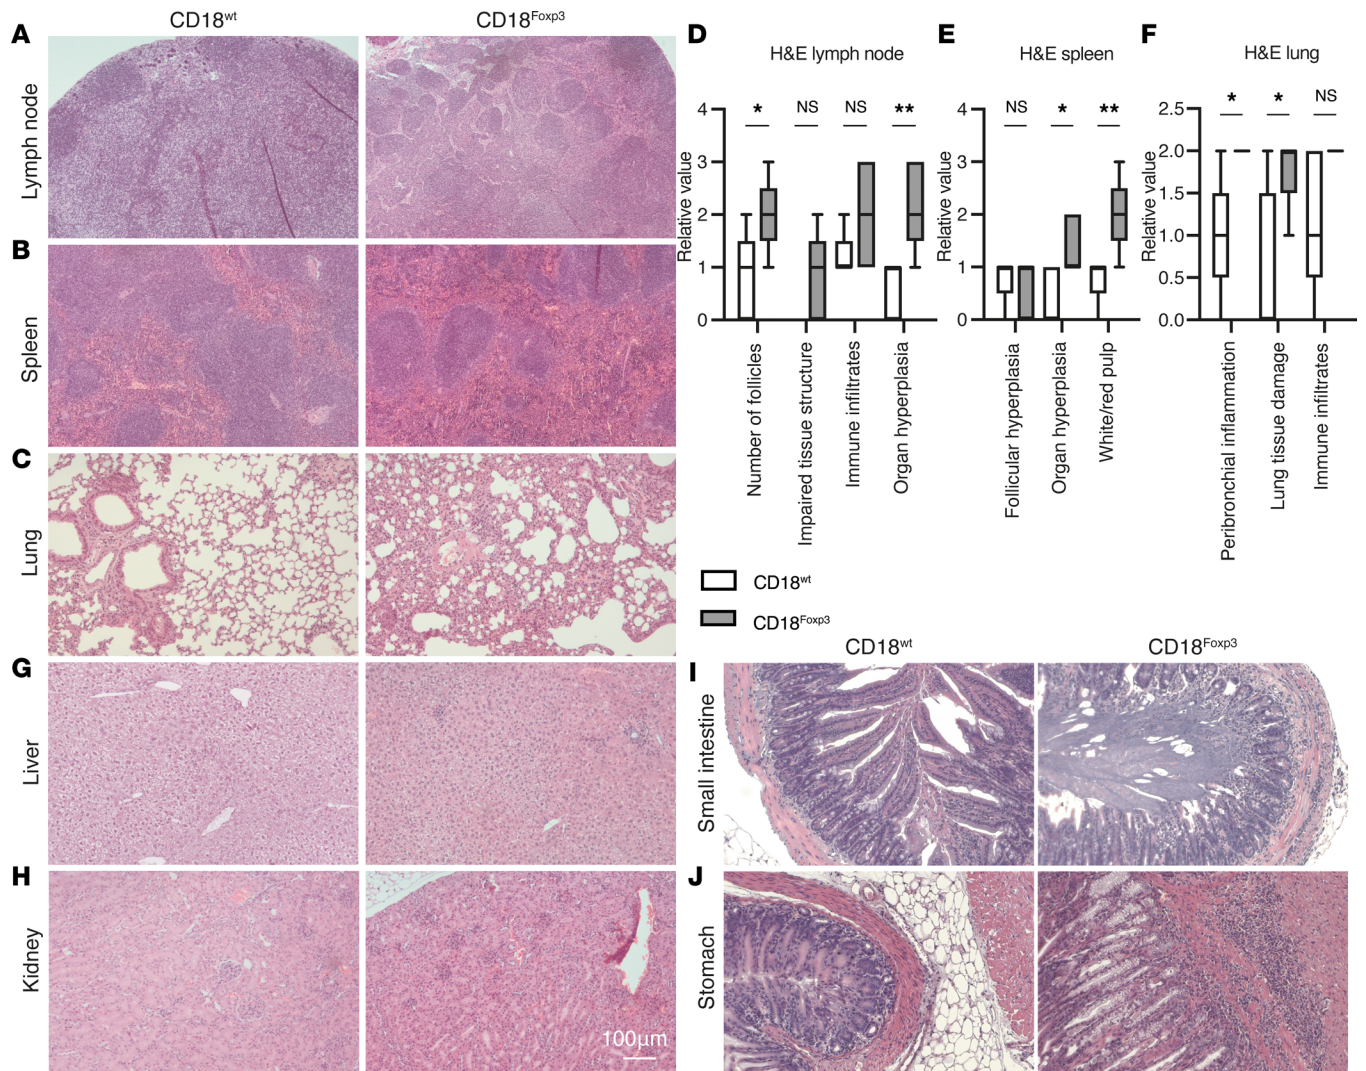 CD18wt
CD18Foxp3
A
Lymph node
B
Spleen
C
Lung
G
Liver
H
Kidney
100μm
D
H&E lymph node
Relative value
4
3
2
1
0
* NS NS **
Number of follicles
Impaired tissue structure
Immune infiltrates
Organ hyperplasia
E
H&E spleen
Relative value
4
3
2
1
0
NS * **
Follicular hyperplasia
Organ hyperplasia
White/red pulp
F
H&E lung
Relative value
2.5
2.0
1.5
1.0
0.5
0.0
* * NS
Peribronchial inflammation
Lung tissue damage
Immune infiltrates
CD18wt
CD18Foxp3
CD18wt
CD18Foxp3
I
Small intestine
J
Stomach